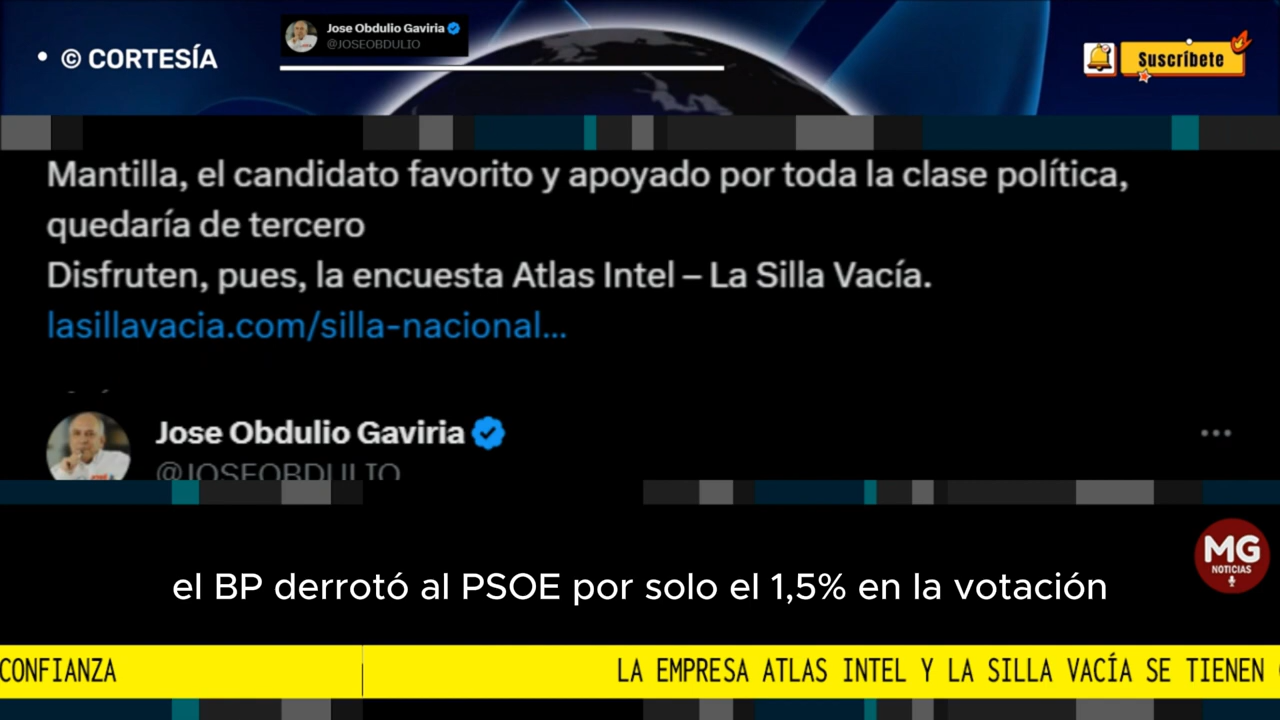 • © CORTESÍA
Jose Obdulio Gaviria
@JOSEOBDULIO
Suscríbete
Mantilla, el candidato favorito y apoyado por toda la clase política,
quedaría de tercero
Disfruten, pues, la encuesta Atlas Intel – La Silla Vacía.
lasillavacia.com/silla-nacional...
Jose Obdulio Gaviria
@JOSEOBDULIO
MG
NOTICIAS
el BP derrotó al PSOE por solo el 1,5% en la votación
CONFIANZA
LA EMPRESA ATLAS INTEL Y LA SILLA VACÍA SE TIENEN